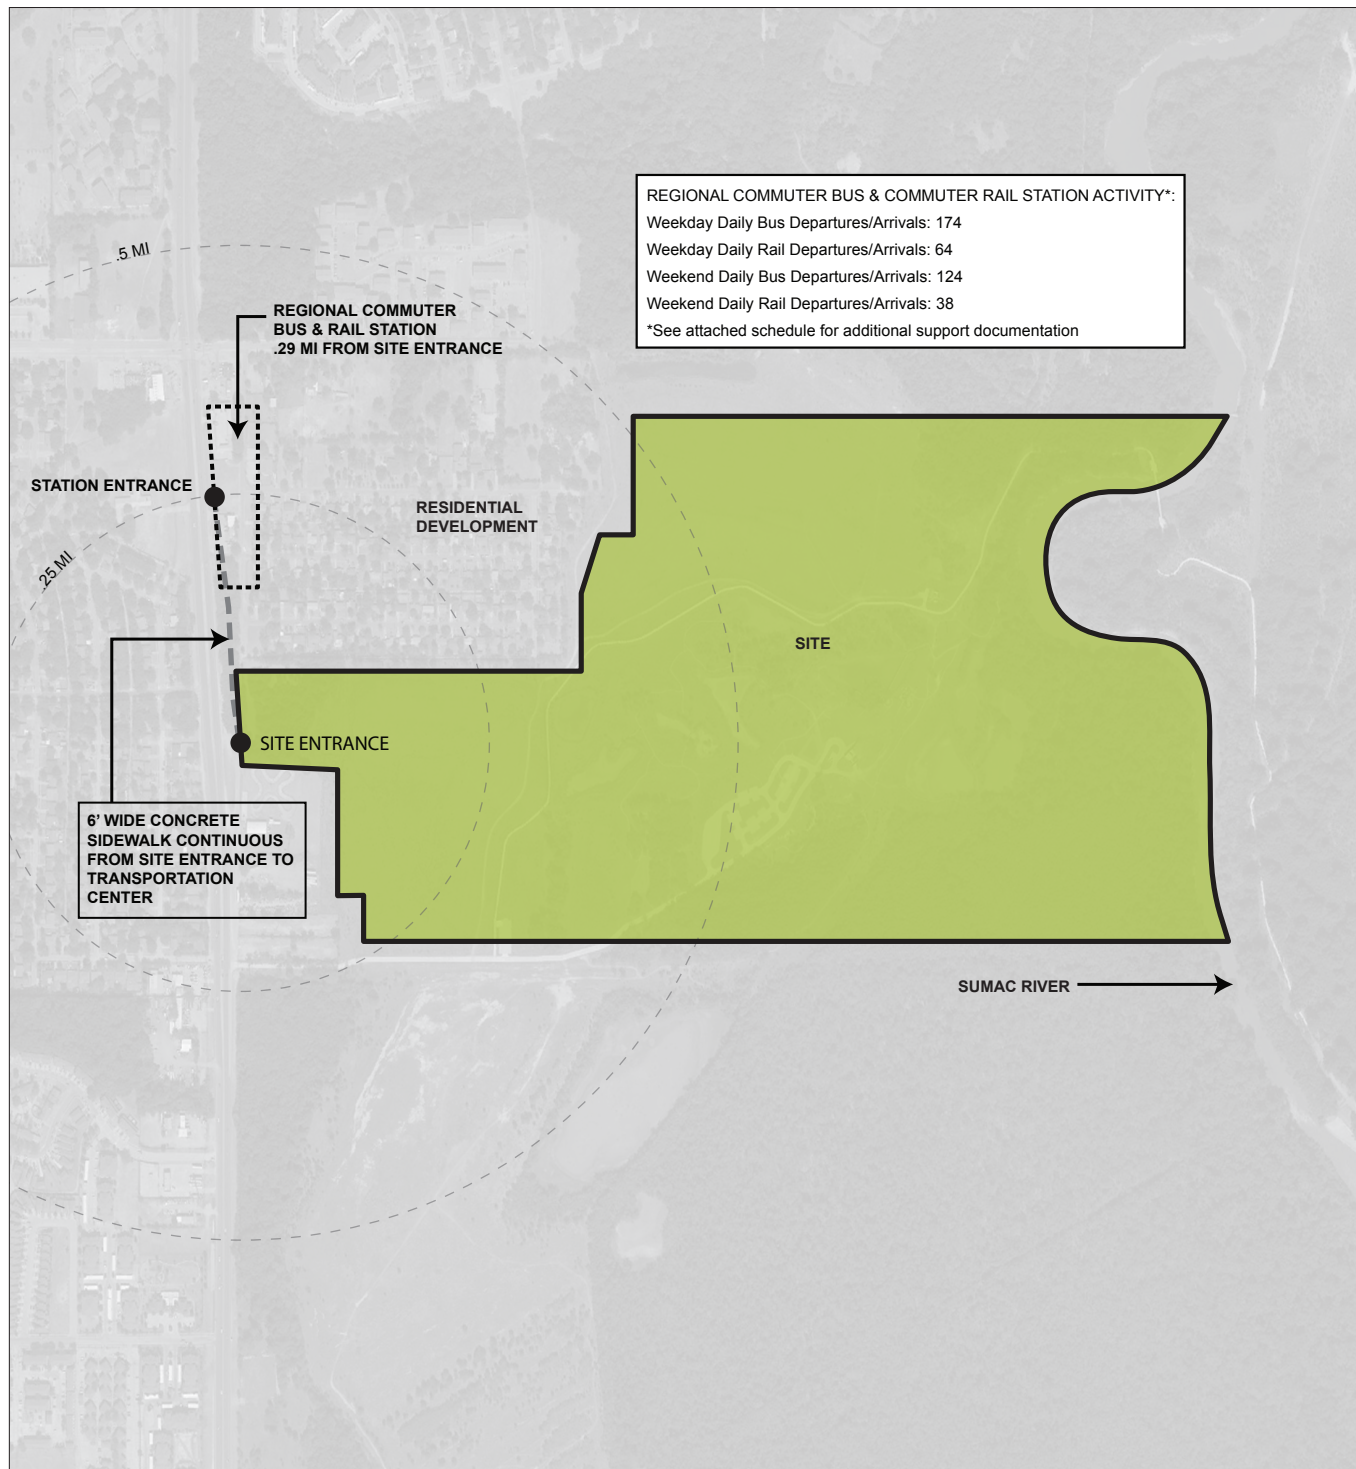 REGIONAL COMMUTER BUS & COMMUTER RAIL STATION ACTIVITY*:
Weekday Daily Bus Departures/Arrivals: 174
Weekday Daily Rail Departures/Arrivals: 64
Weekend Daily Bus Departures/Arrivals: 124
Weekend Daily Rail Departures/Arrivals: 38
*See attached schedule for additional support documentation
.5 MI
REGIONAL COMMUTER
BUS & RAIL STATION
.29 MI FROM SITE ENTRANCE
STATION ENTRANCE
RESIDENTIAL
DEVELOPMENT
.25 MI
SITE
SITE ENTRANCE
6' WIDE CONCRETE
SIDEWALK CONTINUOUS
FROM SITE ENTRANCE TO
TRANSPORTATION
CENTER
SUMAC RIVER